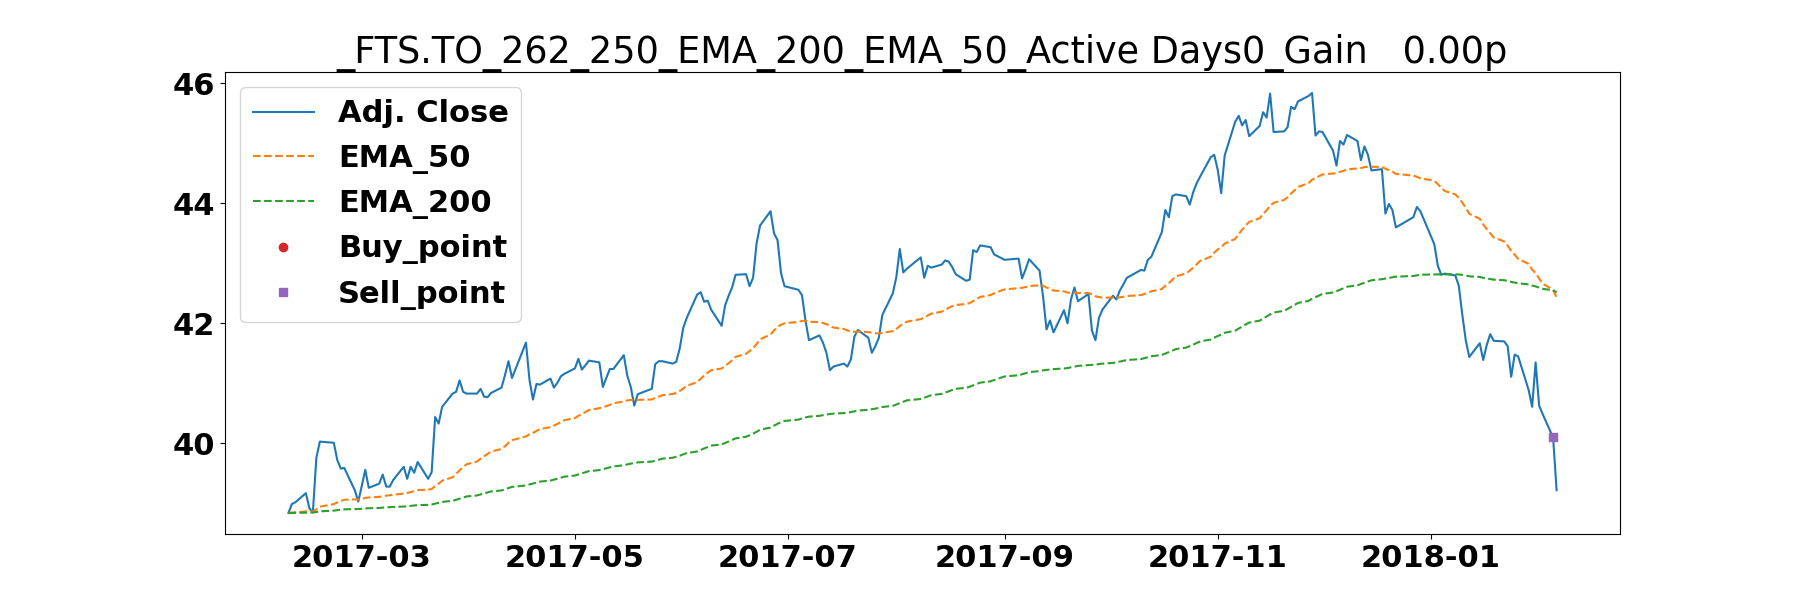 _FTS.TO_262_250_EMA_200_EMA_50_Active Days0_Gain 0.00p
46
44
42
40
Adj. Close
EMA_50
EMA_200
Buy_point
Sell_point
2017-03 2017-05 2017-07 2017-09 2017-11 2018-01